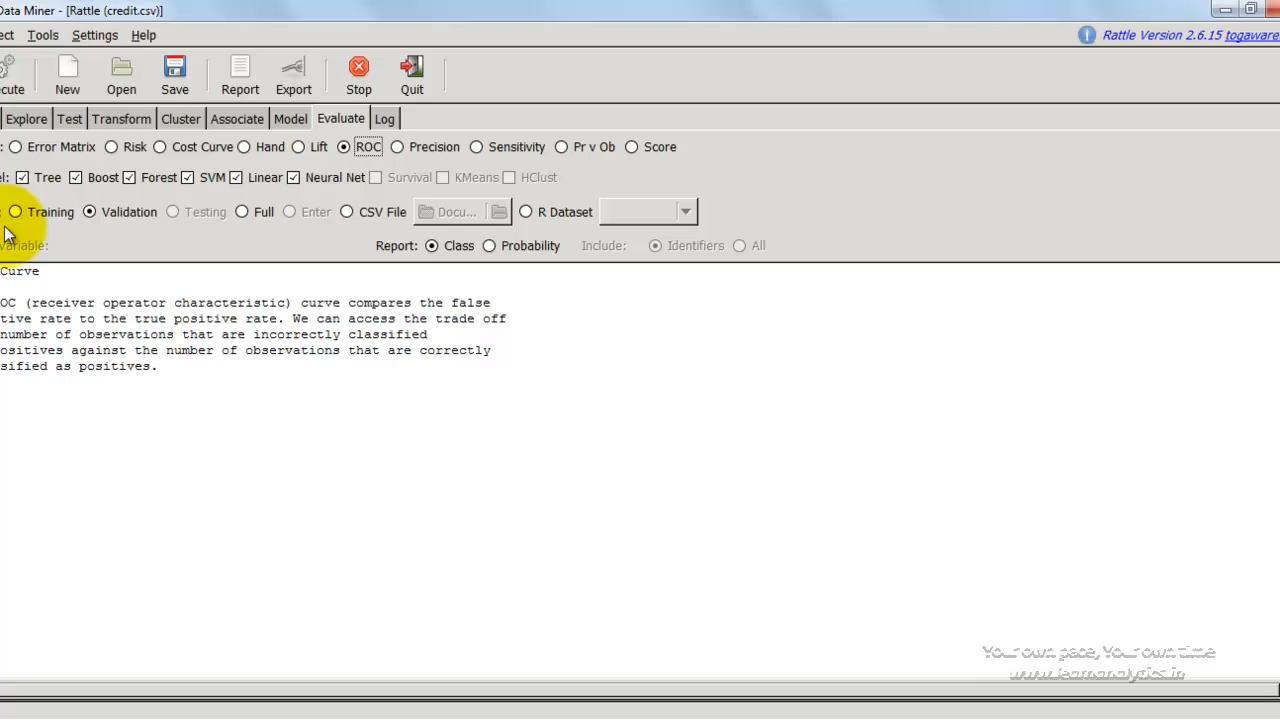 Data Miner - [Rattle (credit.csv)]
ect Tools Settings Help
Rattle Version 2.6.15 togaware
cute New Open Save Report Export Stop Quit
Explore Test Transform Cluster Associate Model Evaluate Log
: Error Matrix Risk Cost Curve Hand Lift ROC Precision Sensitivity Pr v Ob Score
el: Tree Boost Forest SVM Linear Neural Net Survival KMeans HClust
: Training Validation Testing Full Enter CSV File Docu... R Dataset
Variable: Report: Class Probability Include: Identifiers All
Curve
OC (receiver operator characteristic) curve compares the false
tive rate to the true positive rate. We can access the trade off
number of observations that are incorrectly classified
ositives against the number of observations that are correctly
sified as positives.
Your own pace, Your own time
www.learnanalytics.in